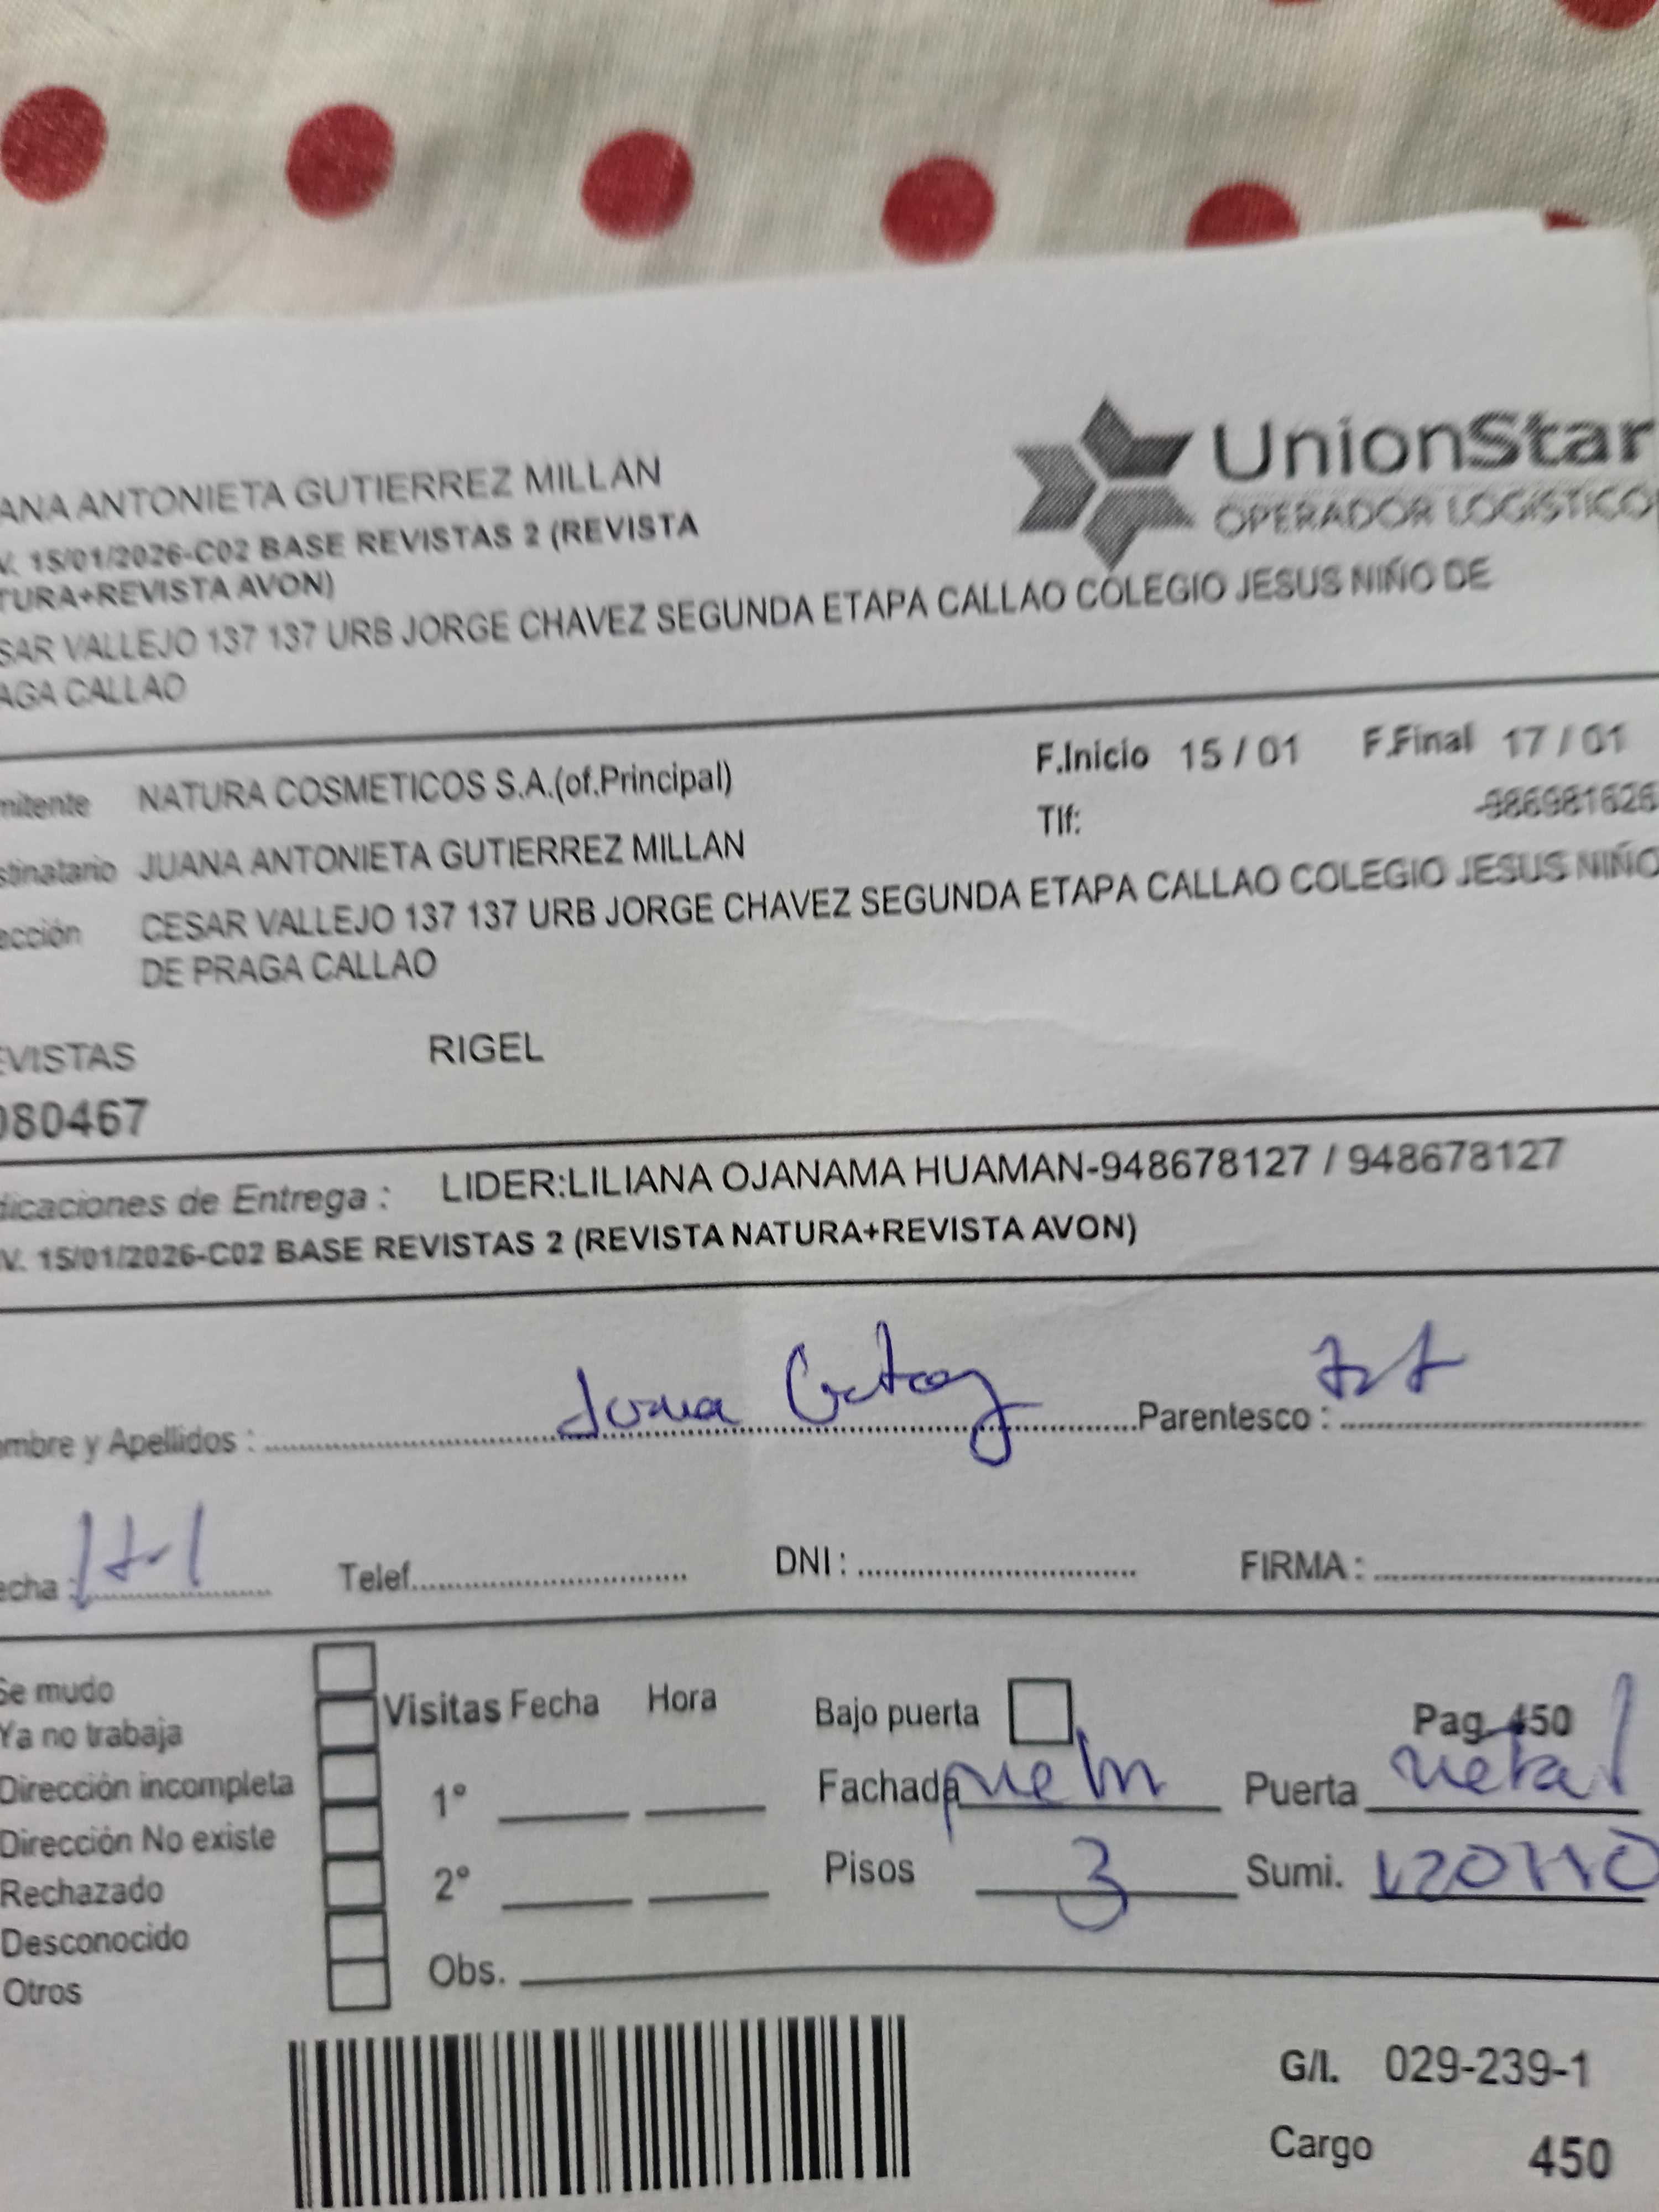 UnionStar
OPERADOR LOGÍSTICO
ANA ANTONIETA GUTIERREZ MILLAN
V. 15/01/2026-C02 BASE REVISTAS 2 (REVISTA
TURA+REVISTA AVON)
SAR VALLEJO 137 137 URB JORGE CHAVEZ SEGUNDA ETAPA CALLAO COLEGIO JESUS NIÑO DE
AGA CALLAO
mitente NATURA COSMETICOS S.A.(of.Principal) F.Inicio 15 / 01 F.Final 17 / 01
Tlf: -986981626
stinatario JUANA ANTONIETA GUTIERREZ MILLAN
ección CESAR VALLEJO 137 137 URB JORGE CHAVEZ SEGUNDA ETAPA CALLAO COLEGIO JESUS NIÑO
DE PRAGA CALLAO
EVISTAS RIGEL
080467
dicaciones de Entrega : LIDER:LILIANA OJANAMA HUAMAN-948678127 / 948678127
V. 15/01/2026-C02 BASE REVISTAS 2 (REVISTA NATURA+REVISTA AVON)
ombre y Apellidos : Juana Parentesco :
echa : Telef. DNI : FIRMA :
Se mudo
Ya no trabaja
Dirección incompleta
Dirección No existe
Rechazado
Desconocido
Otros
Visitas Fecha Hora
1°
2°
Obs.
Bajo puerta Pag. 450
Fachada Puerta metal
Pisos 3 Sumi.
G/I. 029-239-1
Cargo 450